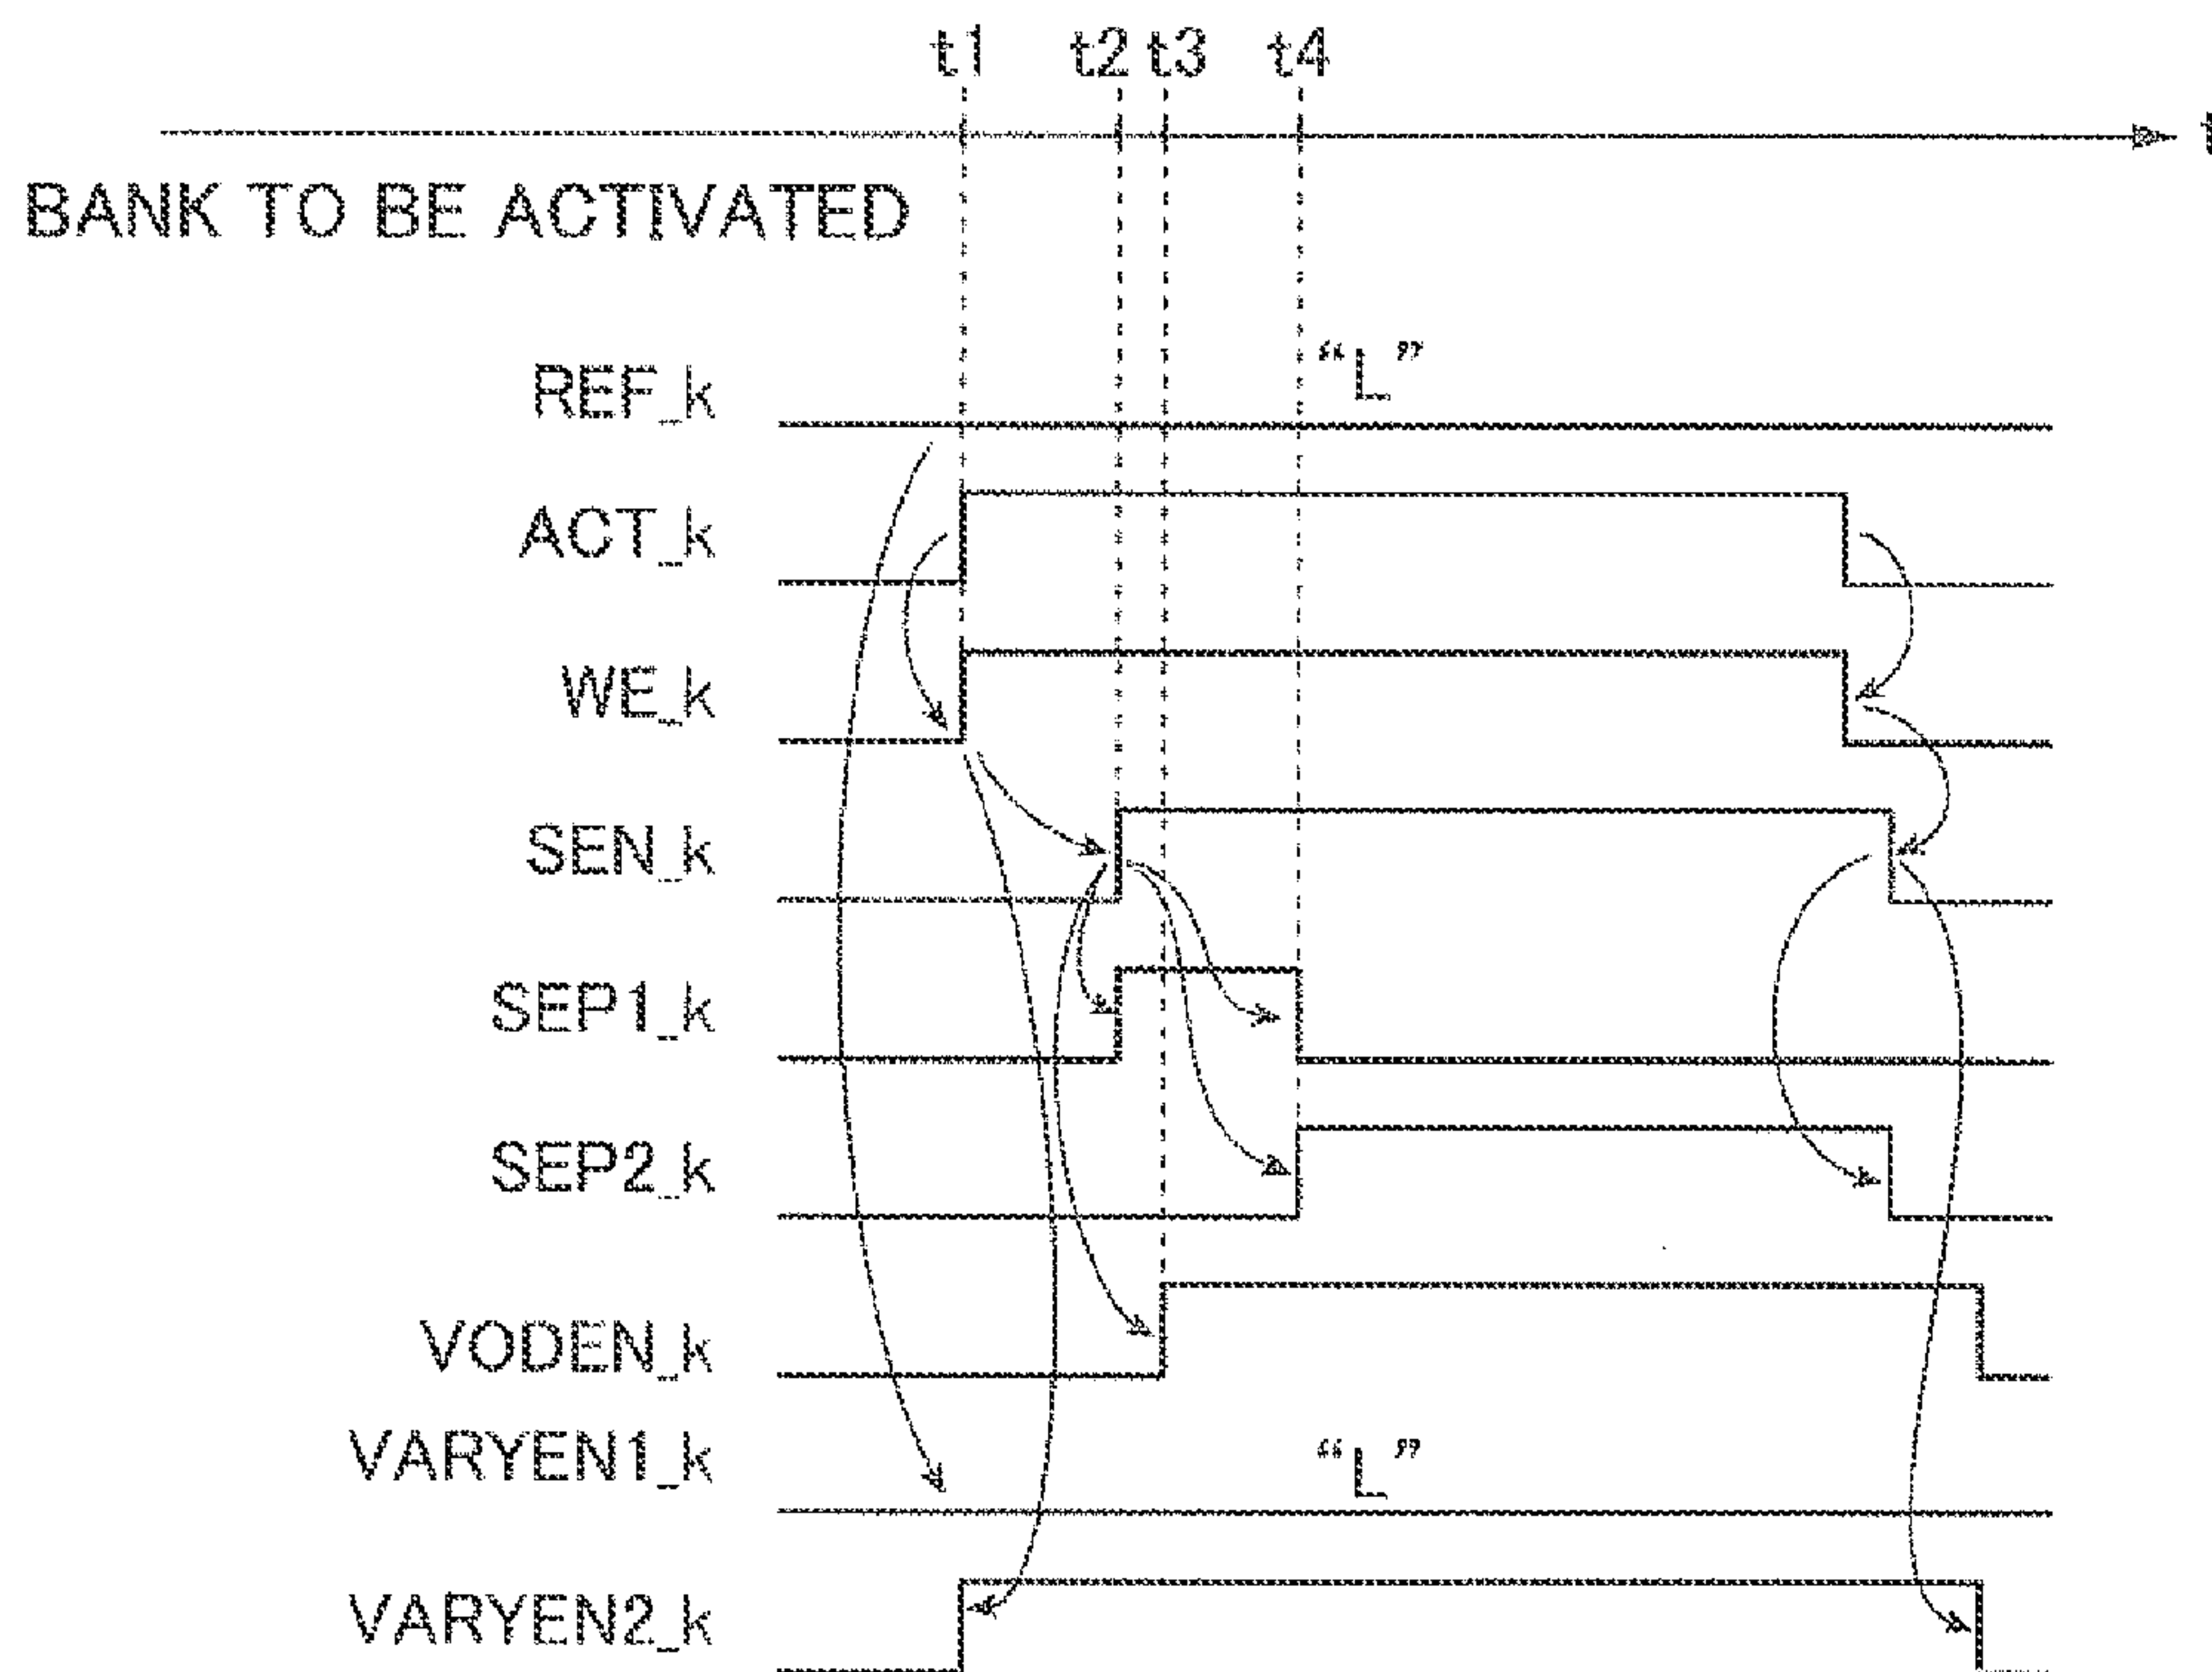 t1 t2 t3 t4
t
BANK TO BE ACTIVATED
REF_k “L”
ACT_k
WE_k
SEN_k
SEP1_k
SEP2_k
VODEN_k
VARYEN1_k “L”
VARYEN2_k